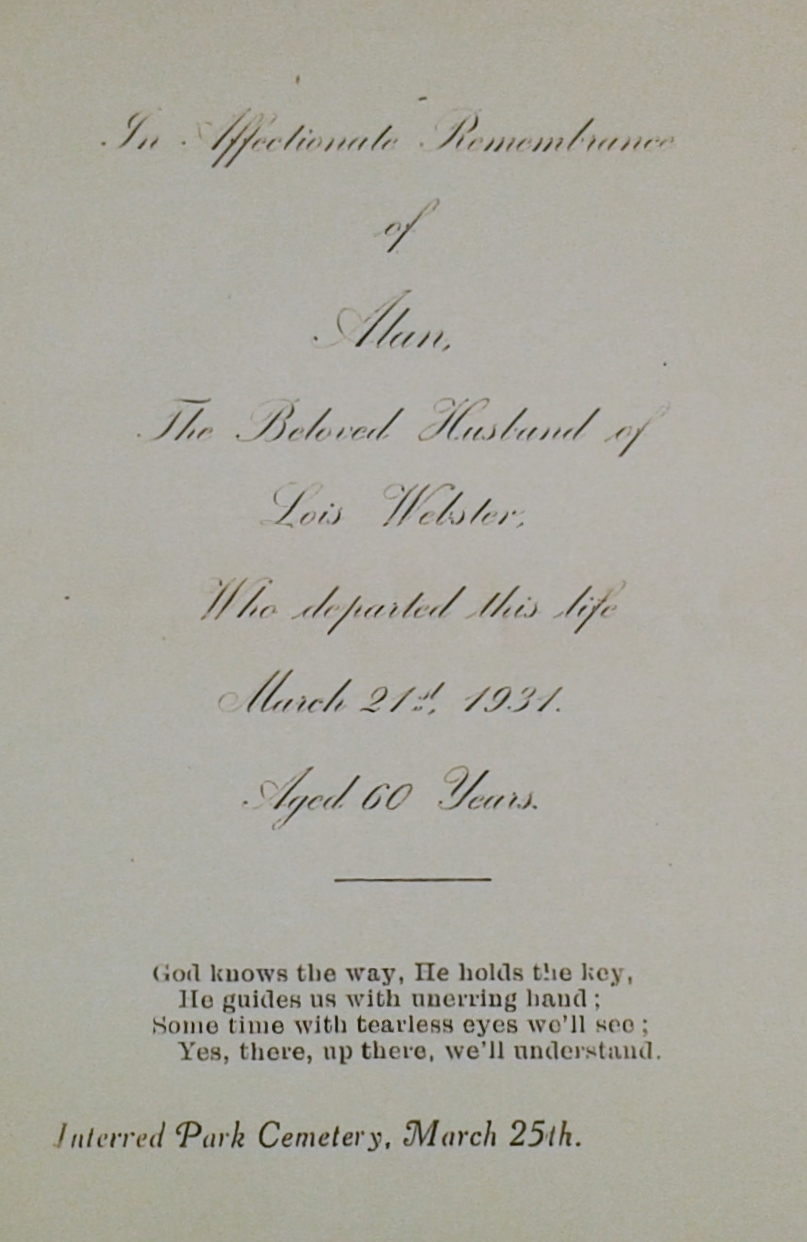 In Affectionate Remembrance
of
Alan,
The Beloved Husband of
Lois Webster,
Who departed this life
March 21st, 1931.
Aged 60 Years.
God knows the way, He holds the key,
He guides us with unerring hand ;
Some time with tearless eyes we'll see ;
Yes, there, up there, we'll understand.
Interred Park Cemetery, March 25th.